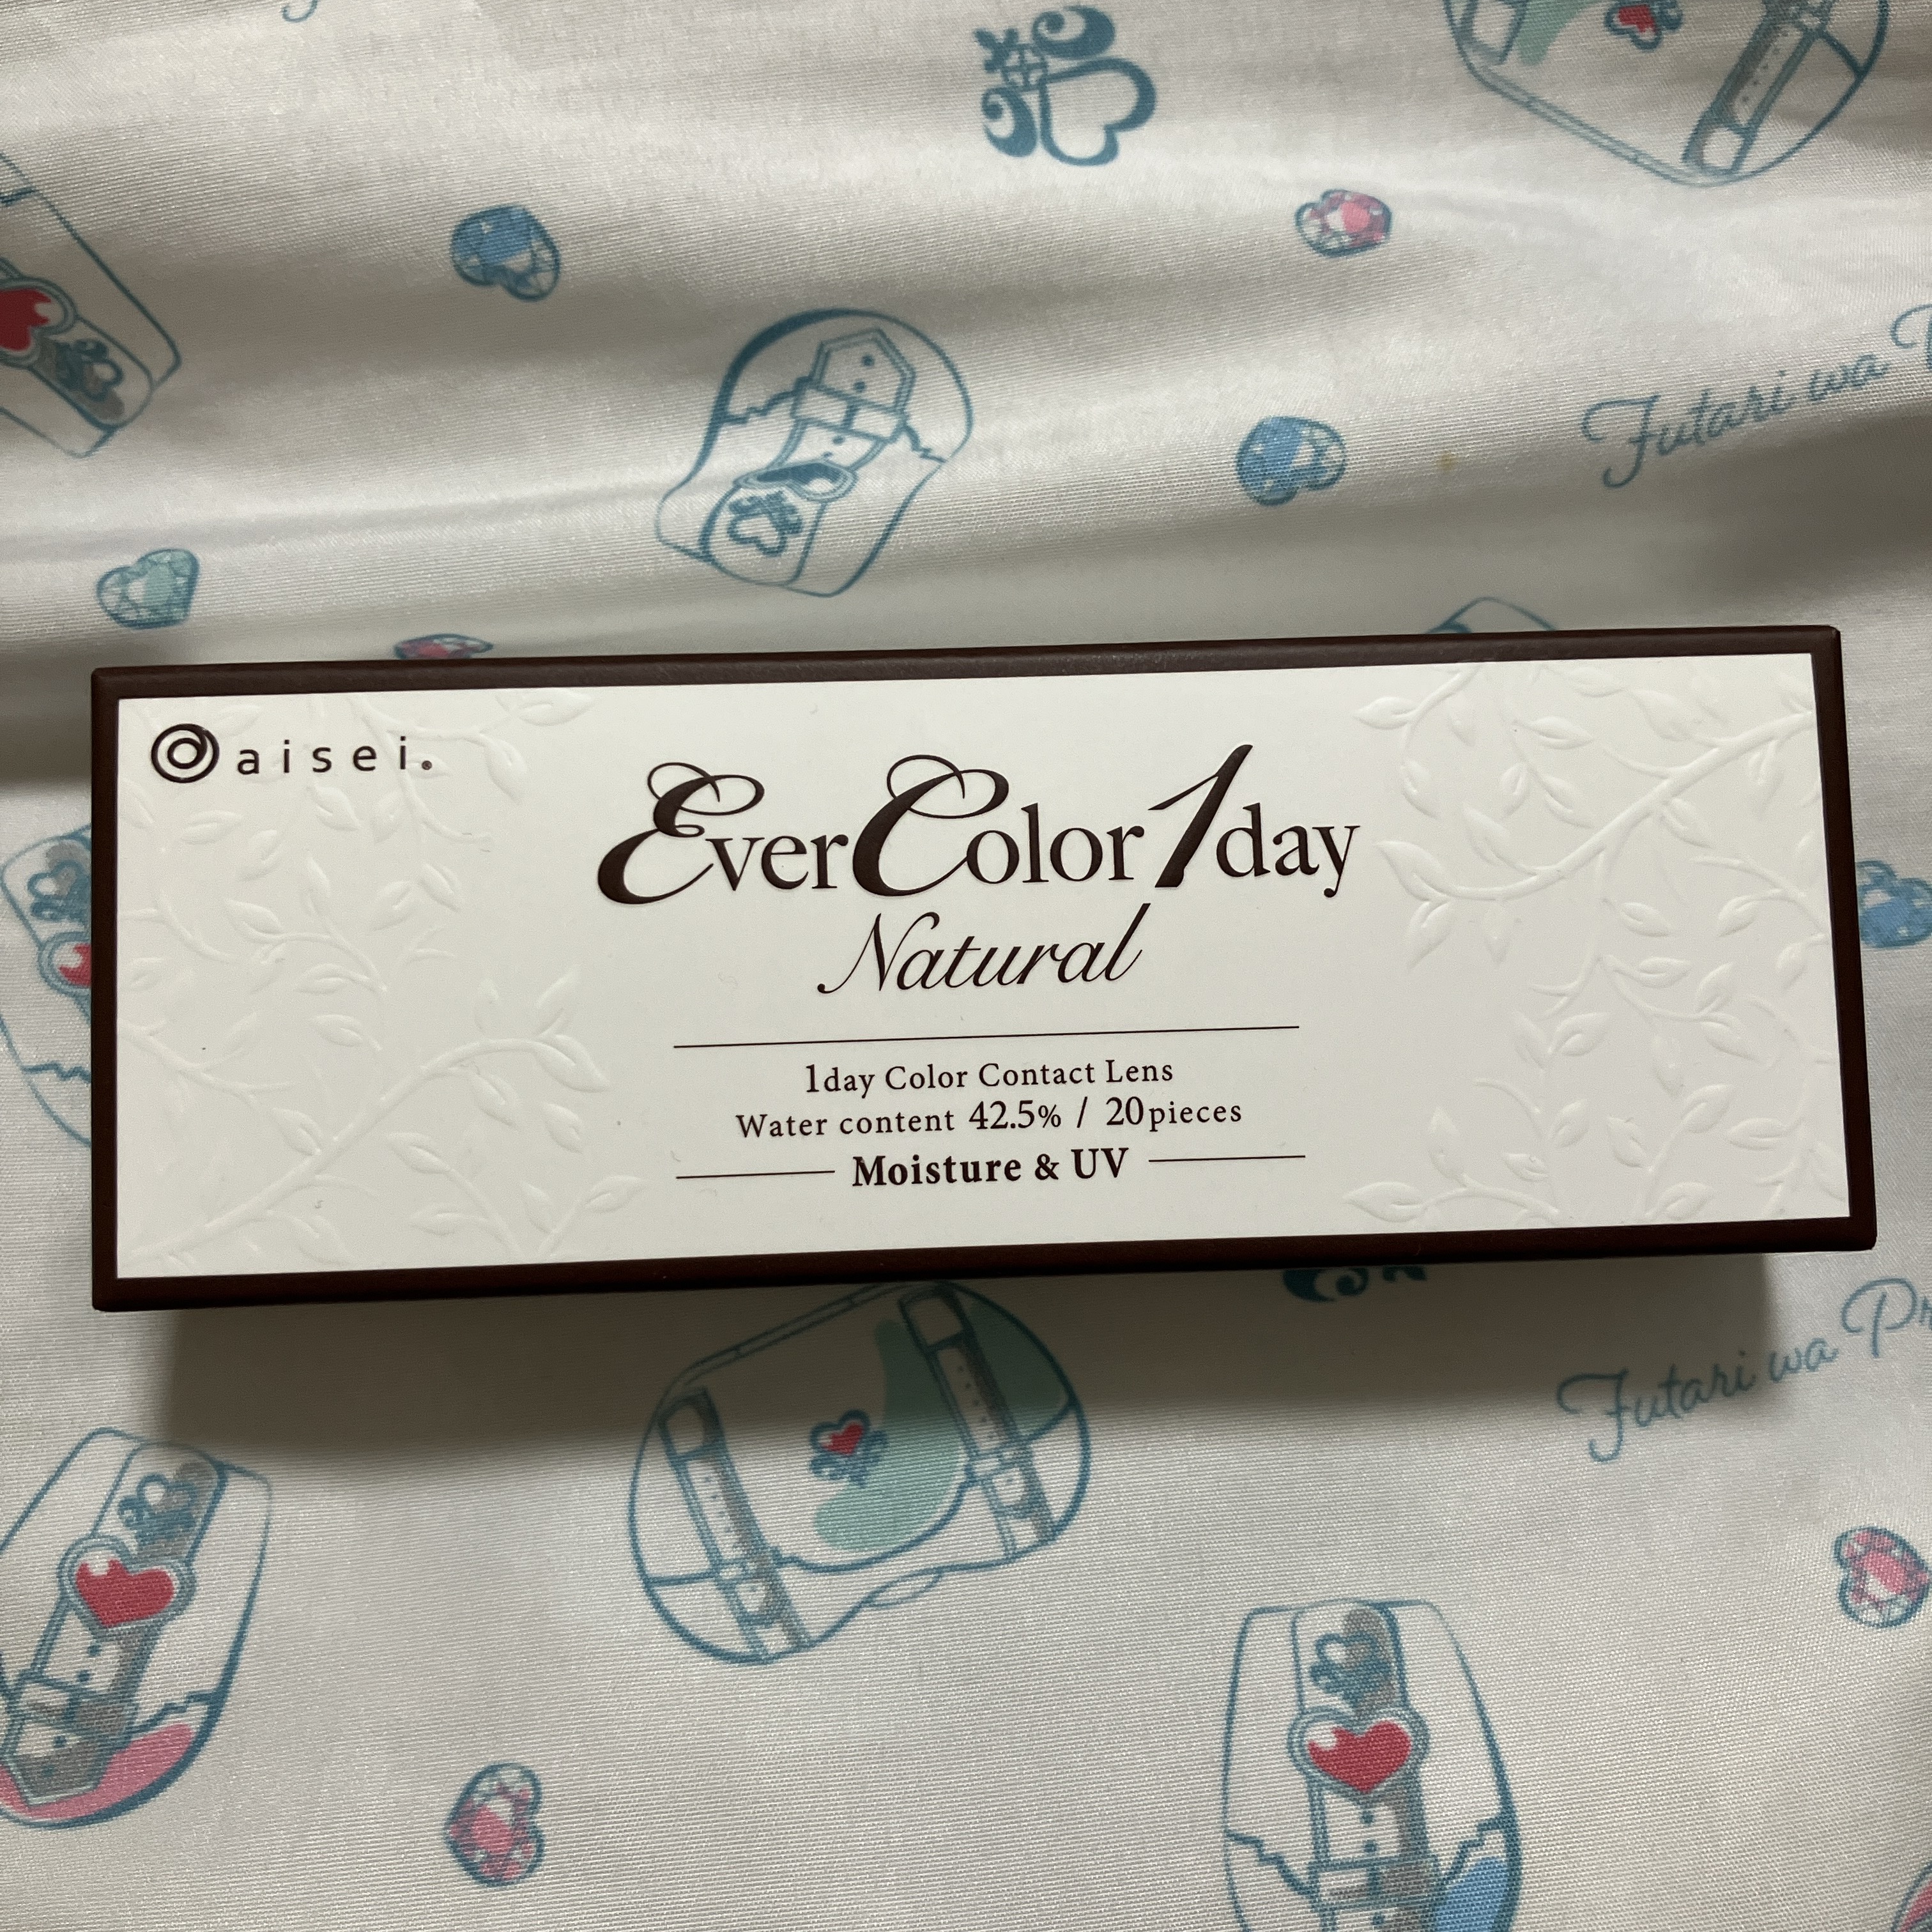 Futari wa
aisei.
EverColor1day
Natural
1day Color Contact Lens
Water content 42.5% / 20pieces
Moisture & UV
Futari wa